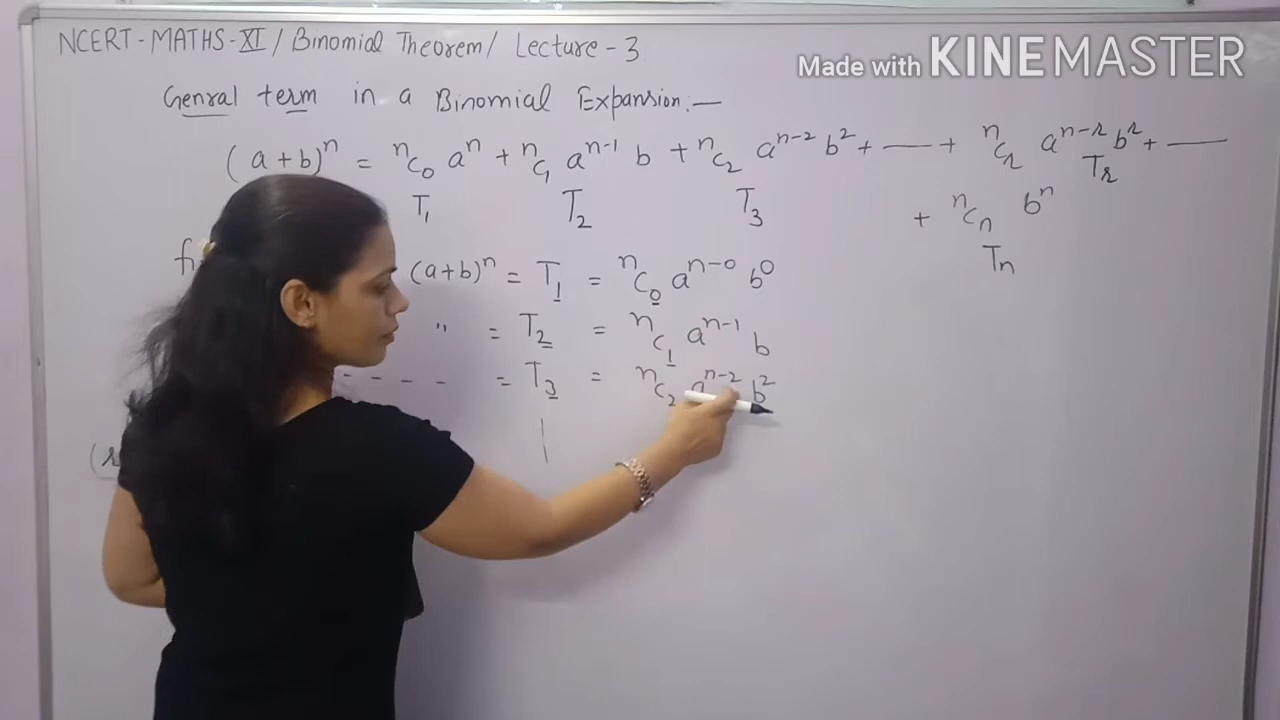 NCERT - MATHS - XI / Binomial Theorem / Lecture - 3
Made with KINEMASTER
Genral term in a Binomial Expansion :—
(a+b)ⁿ = ⁿC₀ aⁿ + ⁿC₁ aⁿ⁻¹ b + ⁿC₂ aⁿ⁻² b² + — + ⁿCᵣ aⁿ⁻ʳ bʳ + —
T₁ T₂ T₃ Tᵣ
+ ⁿCₙ bⁿ
Tₙ
(a+b)ⁿ = T₁ = ⁿC₀ aⁿ⁻⁰ b⁰
" = T₂ = ⁿC₁ aⁿ⁻¹ b
- - - - = T₃ = ⁿC₂ aⁿ⁻² b²